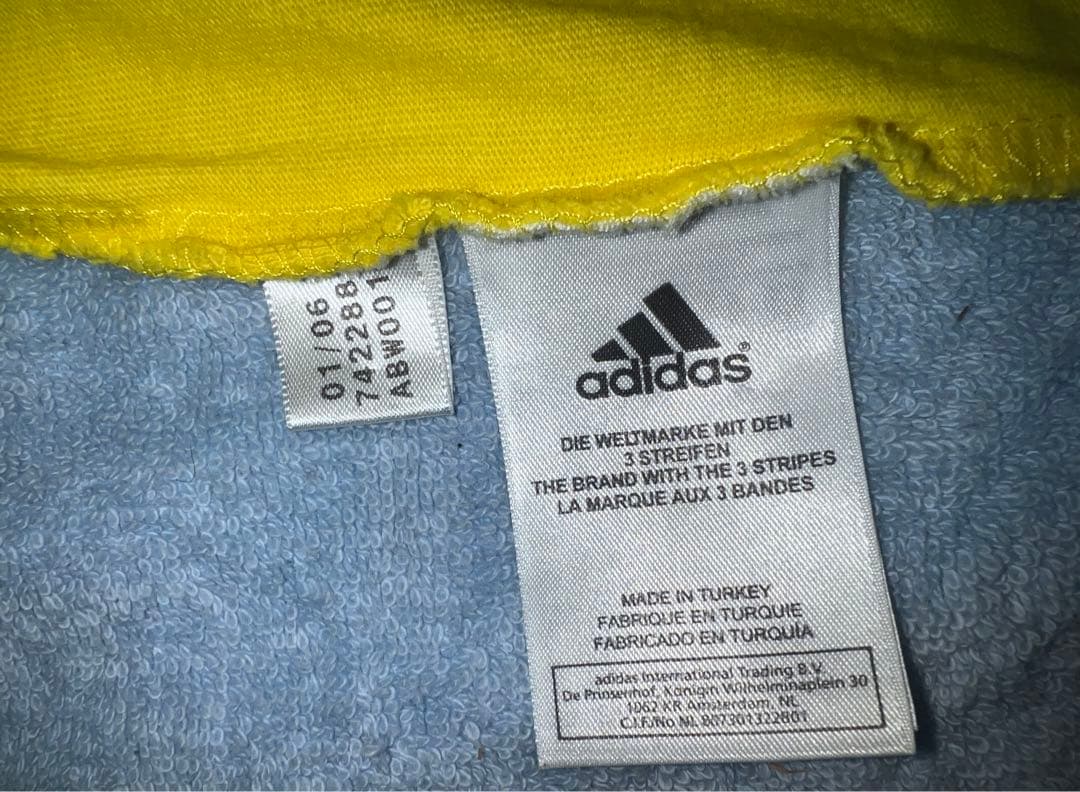 01/06
742288
ABW001
adidas®
DIE WELTMARKE MIT DEN
3 STREIFEN
THE BRAND WITH THE 3 STRIPES
LA MARQUE AUX 3 BANDES
MADE IN TURKEY
FABRIQUE EN TURQUIE
FABRICADO EN TURQUÍA
adidas International Trading B.V.
De Prinsenhof, Koningin Wilhelminaplein 30
1062 KR Amsterdam, NL
C.I.F./No NL 807301322B01